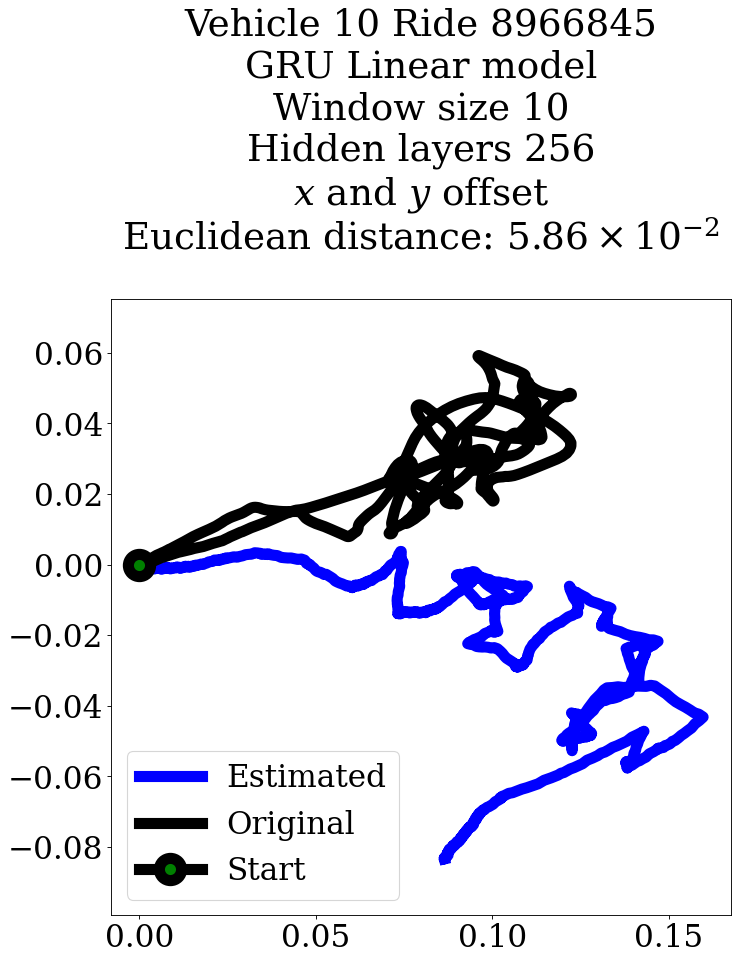 Vehicle 10 Ride 8966845
GRU Linear model
Window size 10
Hidden layers 256
x and y offset
Euclidean distance: 5.86 × 10⁻²
0.06
0.04
0.02
0.00
−0.02
−0.04
−0.06
−0.08
Estimated
Original
Start
0.00 0.05 0.10 0.15